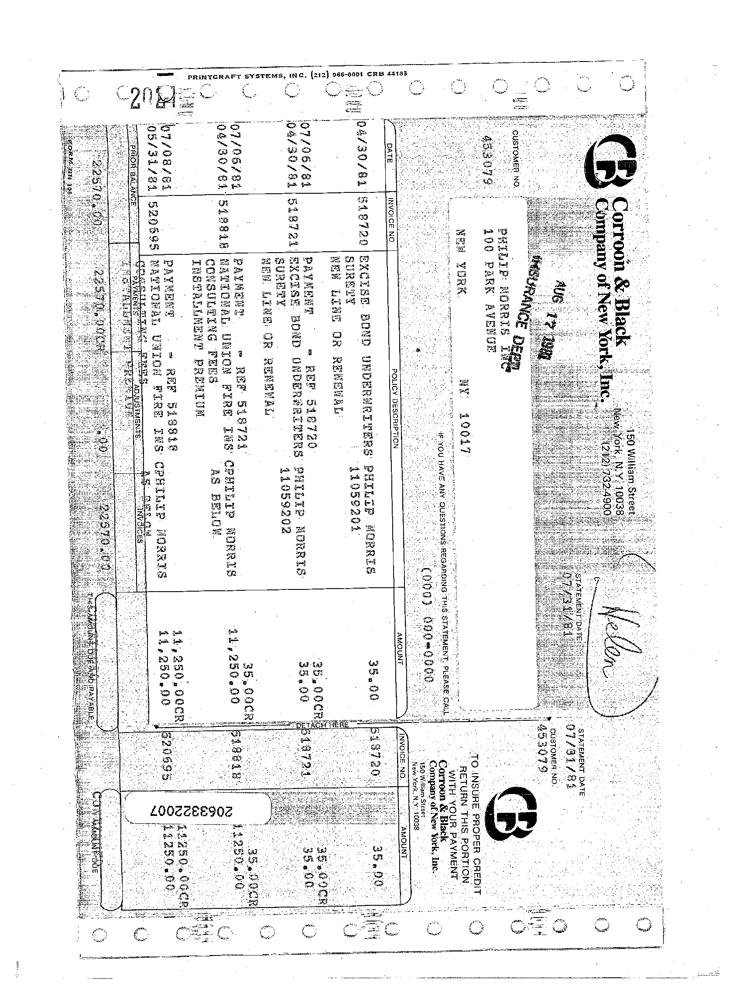 PRINTCRAFT SYSTEMS, INC. (212) 966-0001 CRB 44183
CB
Corroon & Black
Company of New York, Inc.
150 William Street
New York, N.Y. 10038
(212) 732-4900
Helen
STATEMENT DATE
07/31/81
CUSTOMER NO.
453079
AUG 17 1981
INSURANCE DEPT
PHILIP MORRIS INC
100 PARK AVENUE
NEW YORK NY 10017
IF YOU HAVE ANY QUESTIONS REGARDING THIS STATEMENT, PLEASE CALL
(000) 000-0000
DATE INVOICE NO. POLICY DESCRIPTION AMOUNT
04/30/81 518720 EXCISE BOND UNDERWRITERS PHILIP MORRIS 35.00
SURETY 11059201
NEW LINE OR RENEWAL
07/06/81 PAYMENT - REF 518720 35.00CR
04/30/81 518721 EXCISE BOND UNDERWRITERS PHILIP MORRIS 35.00
SURETY 11059202
NEW LINE OR RENEWAL
07/06/81 PAYMENT - REF 518721 35.00CR
04/30/81 518818 NATIONAL UNION FIRE INS CPHILIP MORRIS 11,250.00
CONSULTING FEES AS BELOW
INSTALLMENT PREMIUM
07/08/81 PAYMENT - REF 518818 11,250.00CR
05/31/81 520695 NATIONAL UNION FIRE INS CPHILIP MORRIS 11,250.00
CONSULTING FEES AS BELOW
INSTALLMENT PREMIUM
PRIOR BALANCE PAYMENTS ADJUSTMENTS INVOICES
22570.00 22570.00CR .00 22570.00
THIS AMOUNT DUE AND PAYABLE
DETACH HERE
STATEMENT DATE
07/31/81
CUSTOMER NO.
453079
CB
TO INSURE PROPER CREDIT
RETURN THIS PORTION
WITH YOUR PAYMENT
Corroon & Black
Company of New York, Inc.
150 William Street
New York, N.Y. 10038
INVOICE NO. AMOUNT
518720 35.00
35.00CR
518721 35.00
35.00CR
518818 11250.00
11250.00CR
520695 11250.00
2063322007